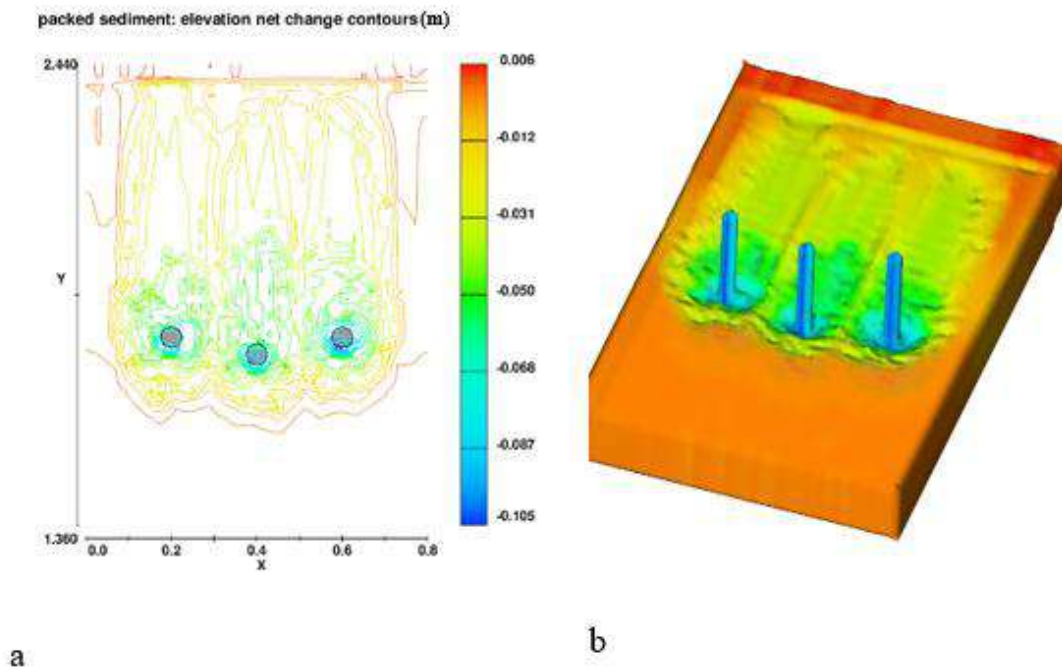 packed sediment: elevation net change contours (m)
2.440
Y
1.360
0.0 0.2 0.4 0.6 0.8
X
0.006
-0.012
-0.031
-0.050
-0.068
-0.087
-0.105
a
b